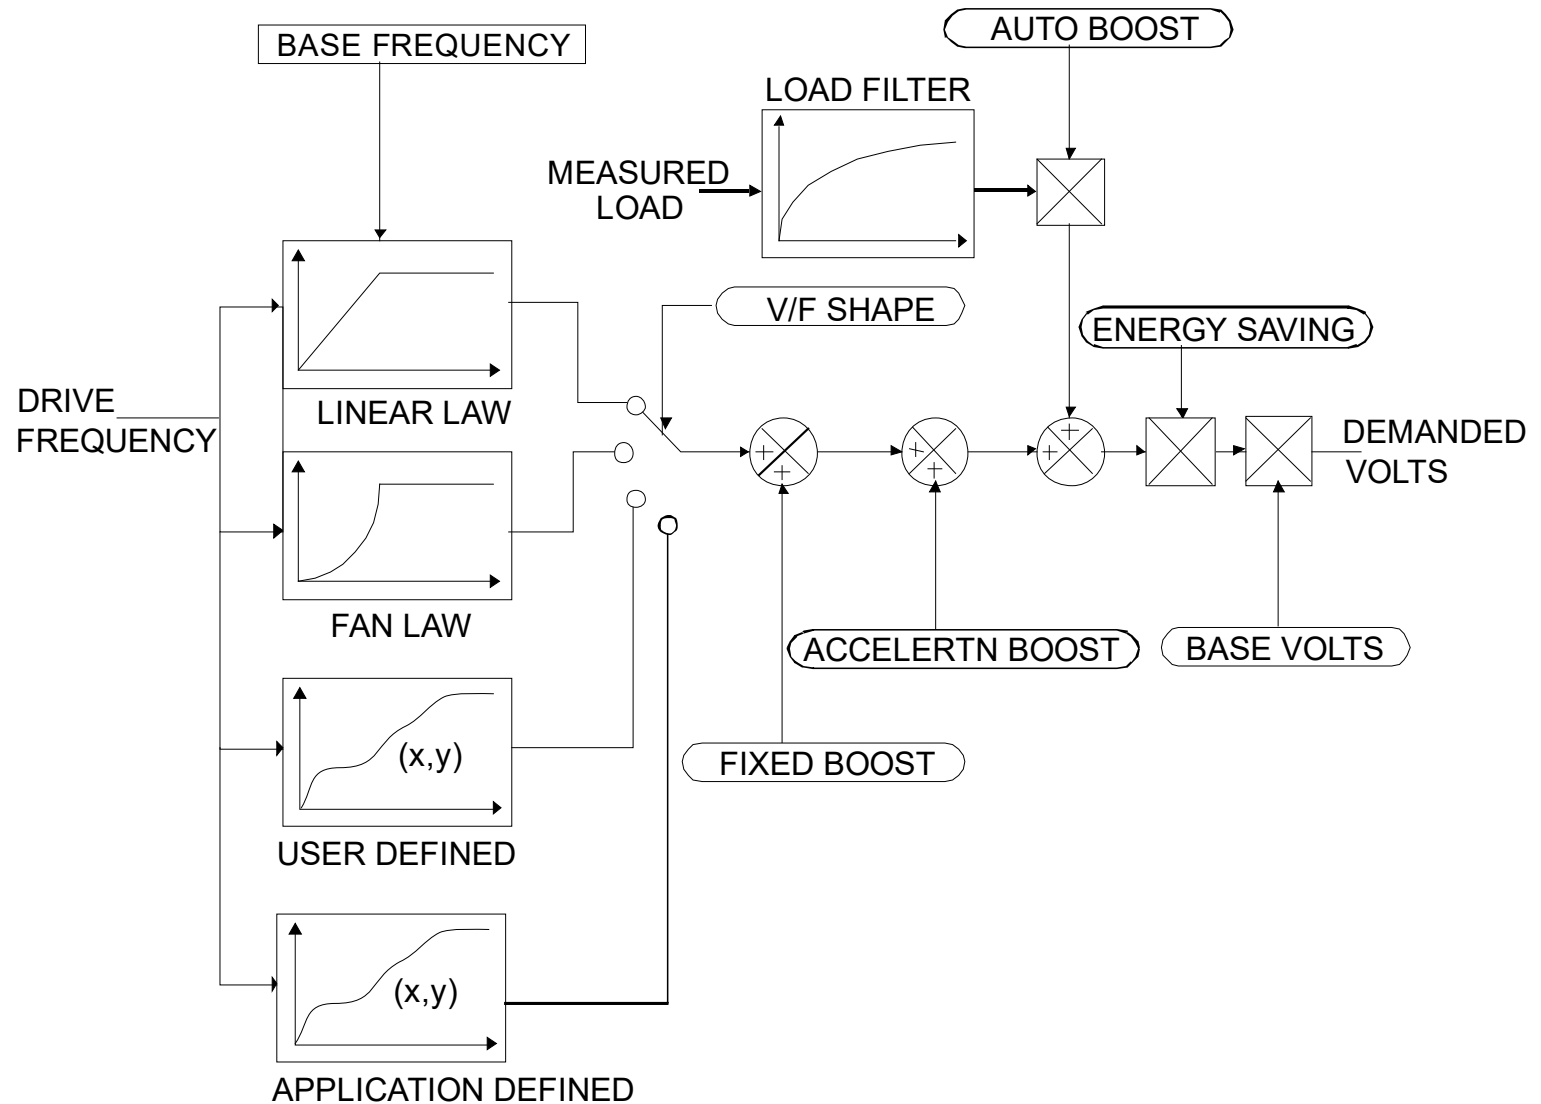 BASE FREQUENCY
AUTO BOOST
LOAD FILTER
MEASURED
LOAD
V/F SHAPE
ENERGY SAVING
DRIVE
FREQUENCY
LINEAR LAW
+
+
+
+
+
+
DEMANDED
VOLTS
FAN LAW
ACCELERTN BOOST
BASE VOLTS
(x,y)
FIXED BOOST
USER DEFINED
(x,y)
APPLICATION DEFINED